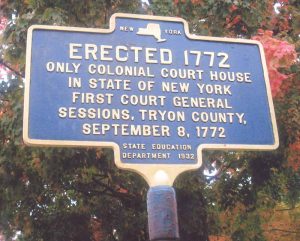 NEW YORK
ERECTED 1772
ONLY COLONIAL COURT HOUSE
IN STATE OF NEW YORK
FIRST COURT GENERAL
SESSIONS, TRYON COUNTY,
SEPTEMBER 8, 1772
STATE EDUCATION
DEPARTMENT 1932